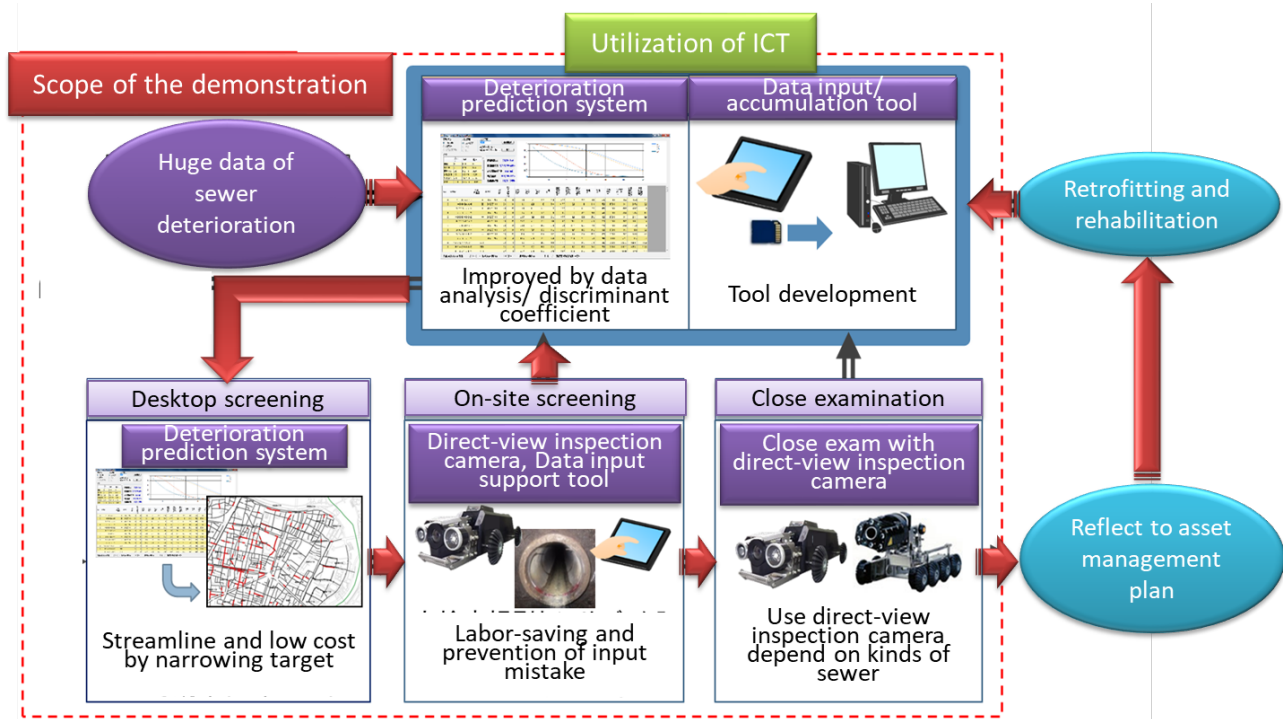 Utilization of ICT
Scope of the demonstration
Deterioration
prediction system
Data input/
accumulation tool
Huge data of
sewer
deterioration
Improved by data
analysis/ discriminant
coefficient
Tool development
Retrofitting and
rehabilitation
Desktop screening
Deterioration
prediction system
Streamline and low cost
by narrowing target
On-site screening
Direct-view inspection
camera, Data input
support tool
Labor-saving and
prevention of input
mistake
Close examination
Close exam with
direct-view inspection
camera
Use direct-view
inspection camera
depend on kinds of
sewer
Reflect to asset
management
plan